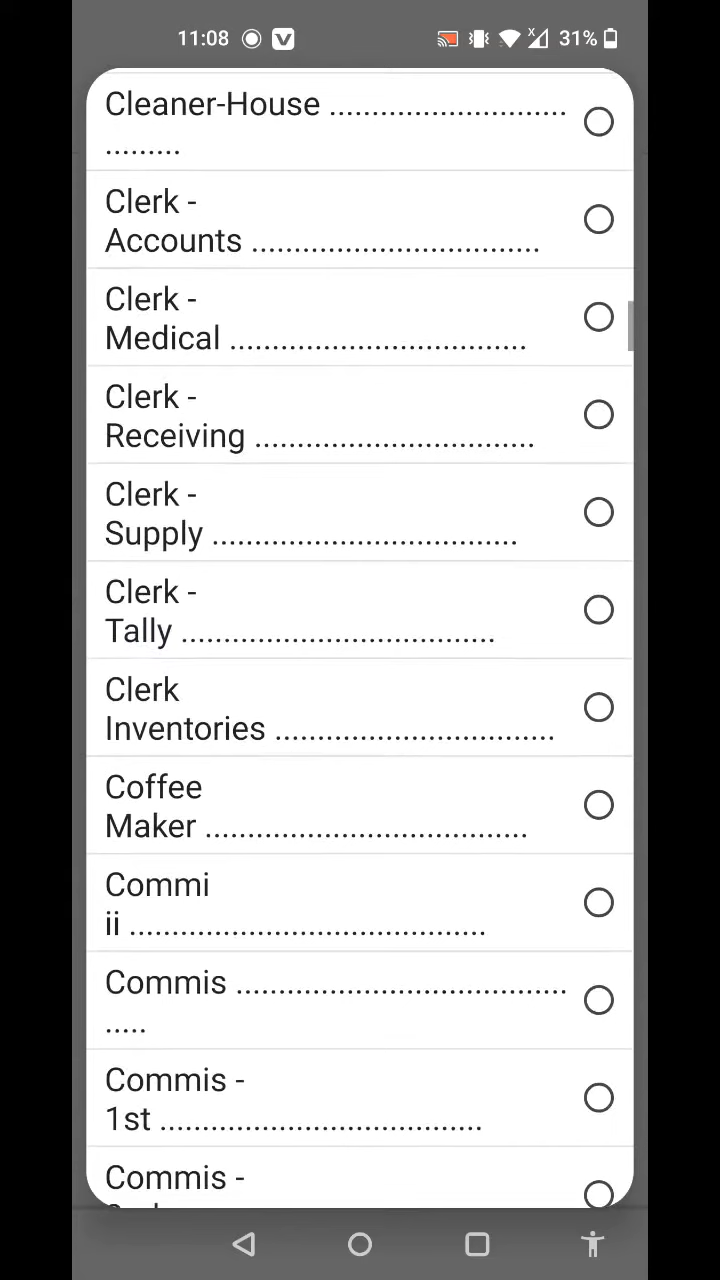 11:08 31%
Cleaner-House ............................
.........
Clerk -
Accounts ..................................
Clerk -
Medical ...................................
Clerk -
Receiving .................................
Clerk -
Supply ....................................
Clerk -
Tally .....................................
Clerk
Inventories .................................
Coffee
Maker ......................................
Commi
ii ..........................................
Commis .......................................
.....
Commis -
1st ......................................
Commis -